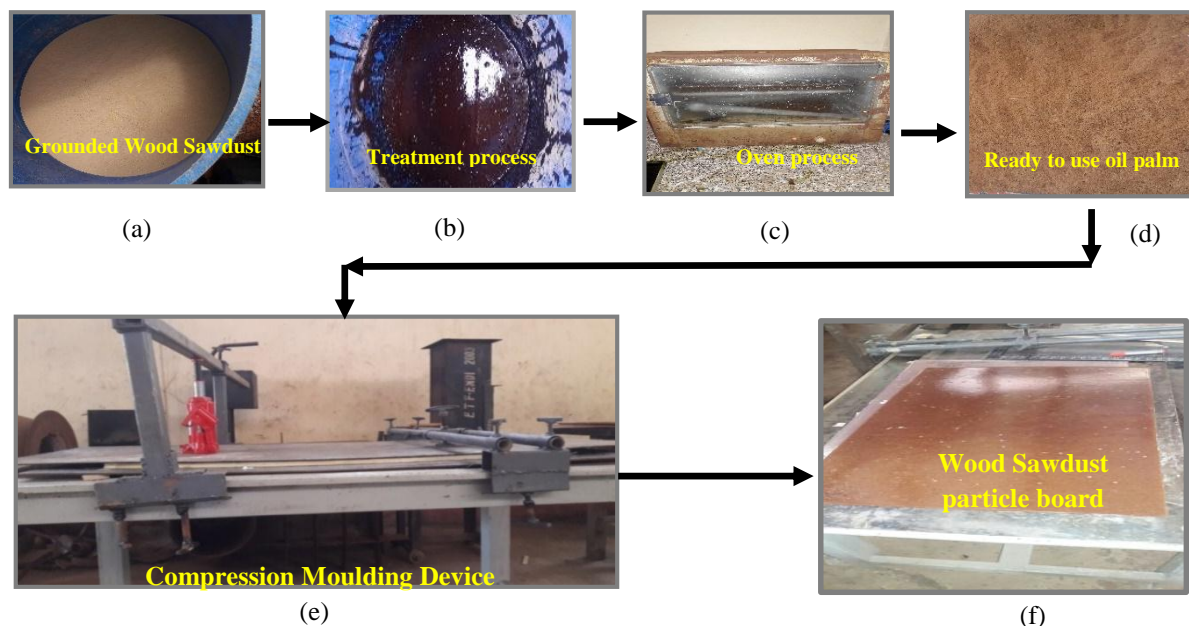 Grounded Wood Sawdust
Treatment process
Oven process
Ready to use oil palm
(a)
(b)
(c)
(d)
Compression Moulding Device
Wood Sawdust
particle board
(e)
(f)